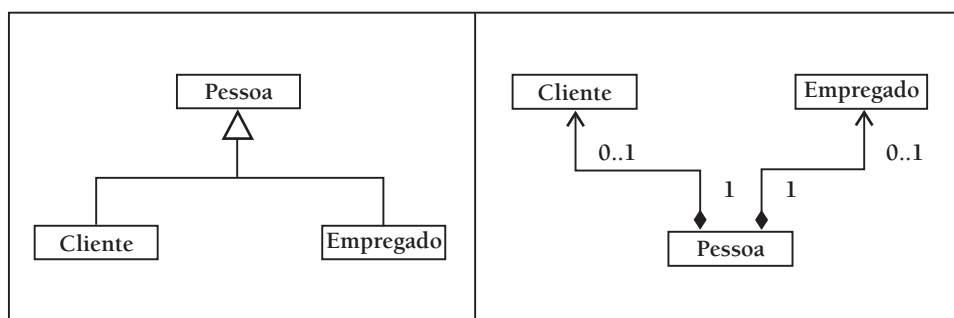 Pessoa
Cliente
Empregado
Cliente
Empregado
0..1
0..1
1
1
Pessoa